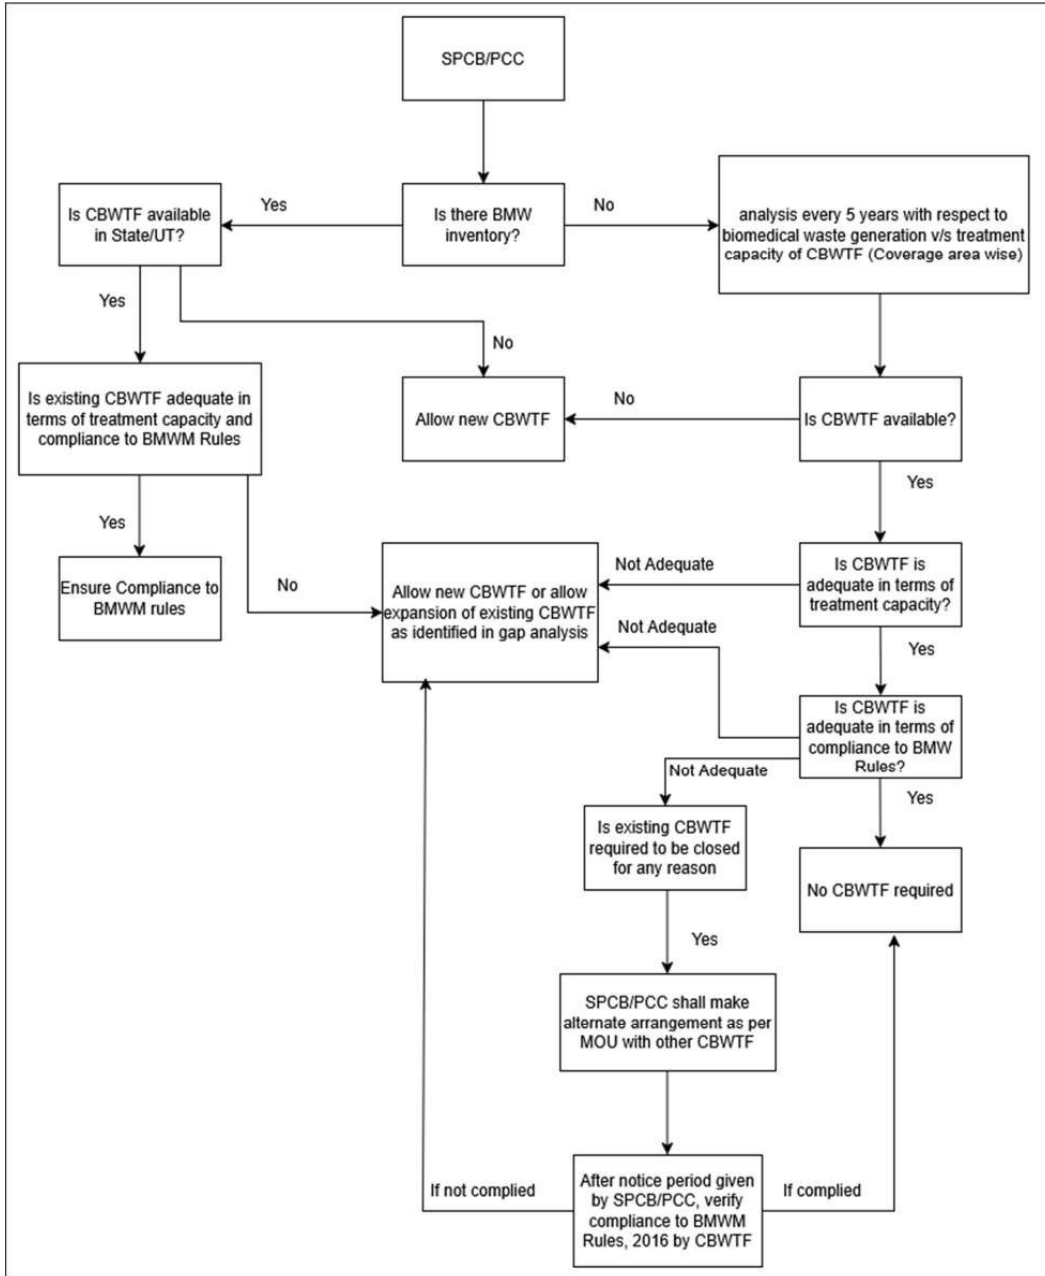 SPCB/PCC
Is CBWTF available
in State/UT?
Yes
Is there BMW
inventory?
No
analysis every 5 years with respect to
biomedical waste generation v/s treatment
capacity of CBWTF (Coverage area wise)
Yes
No
Is existing CBWTF adequate in
terms of treatment capacity and
compliance to BMWM Rules
Allow new CBWTF
No
Is CBWTF available?
Yes
Yes
Ensure Compliance to
BMWM rules
No
Allow new CBWTF or allow
expansion of existing CBWTF
as identified in gap analysis
Not Adequate
Is CBWTF is
adequate in terms of
treatment capacity?
Not Adequate
Yes
Is CBWTF is
adequate in terms of
compliance to BMW
Rules?
Not Adequate
Yes
Is existing CBWTF
required to be closed
for any reason
No CBWTF required
Yes
SPCB/PCC shall make
alternate arrangement as per
MOU with other CBWTF
If not complied
After notice period given
by SPCB/PCC, verify
compliance to BMWM
Rules, 2016 by CBWTF
If complied